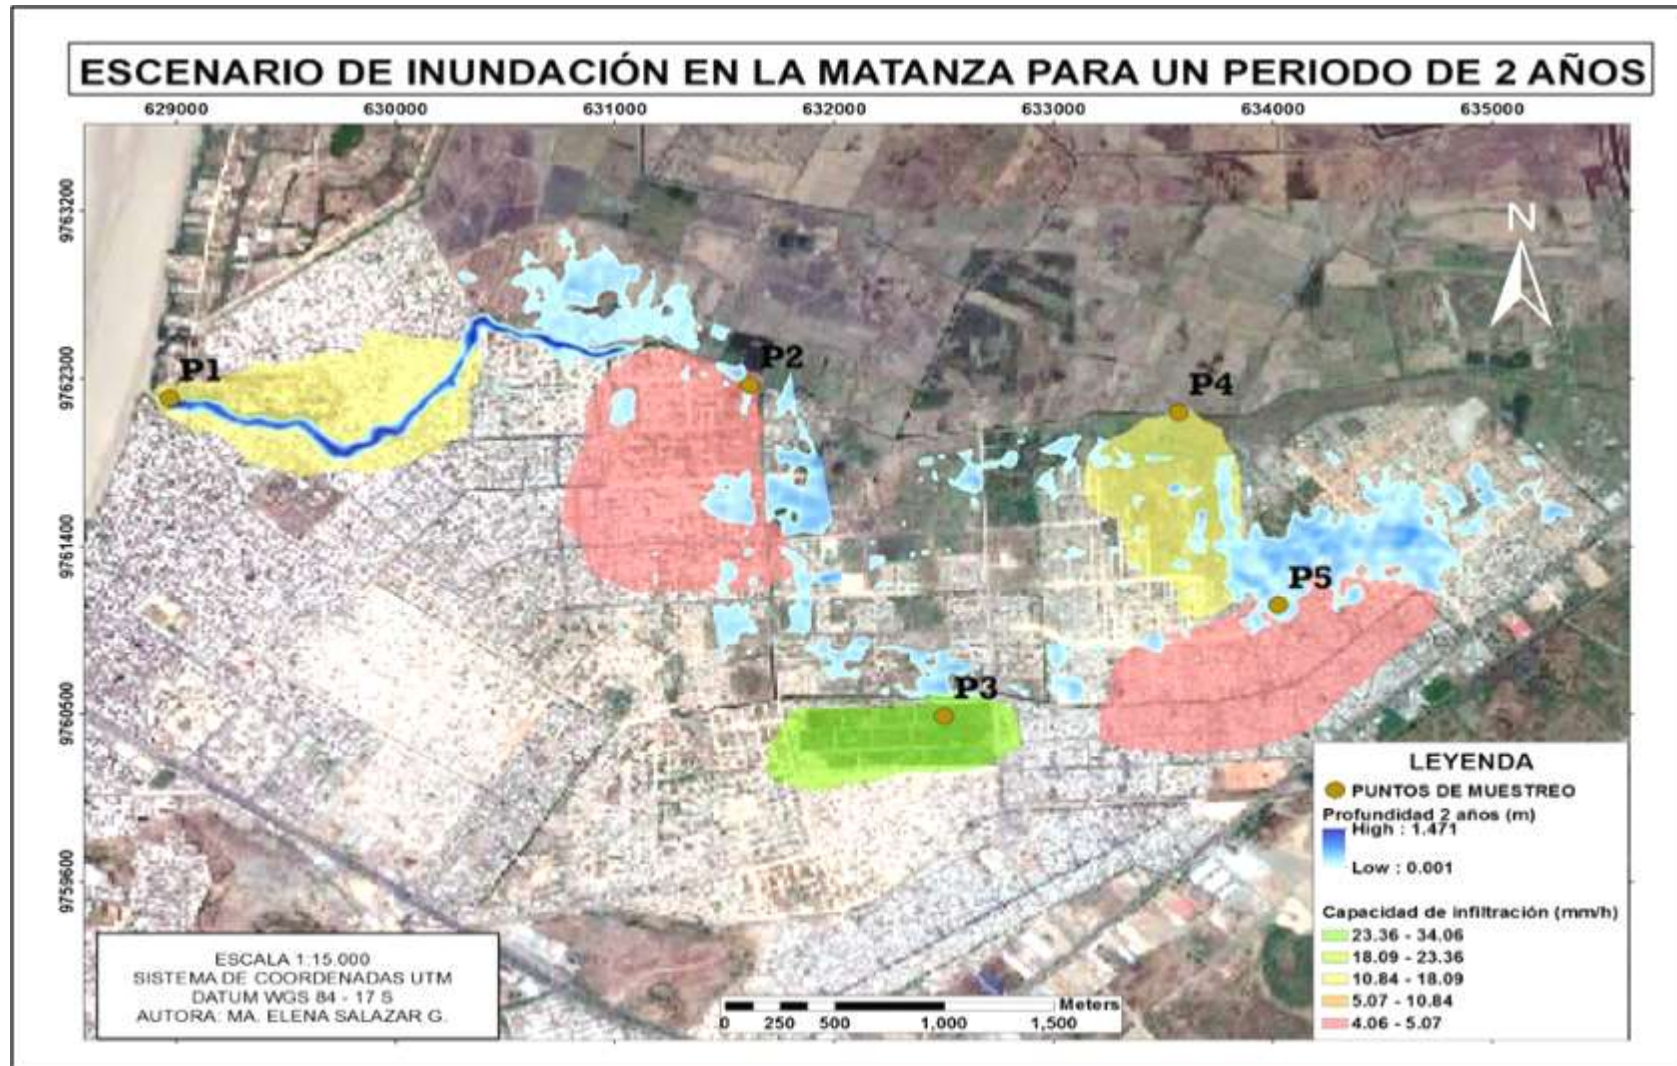 ESCENARIO DE INUNDACIÓN EN LA MATANZA PARA UN PERIODO DE 2 AÑOS
629000 630000 631000 632000 633000 634000 635000
9763200
9762300
9761400
9760500
9759600
N
P1
P2
P4
P5
P3
LEYENDA
PUNTOS DE MUESTREO
Profundidad 2 años (m)
High : 1.471
Low : 0.001
Capacidad de infiltración (mm/h)
23.36 - 34.06
18.09 - 23.36
10.84 - 18.09
5.07 - 10.84
4.06 - 5.07
ESCALA 1:15.000
SISTEMA DE COORDENADAS UTM
DATUM WGS 84 - 17 S
AUTORA: MA. ELENA SALAZAR G.
Meters
0 250 500 1,000 1,500